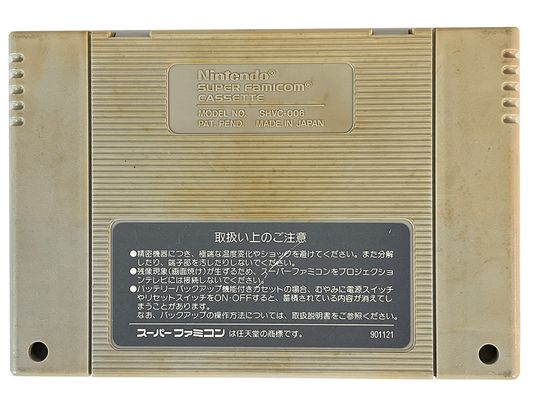 Nintendo®
SUPER FAMICOM®
CASSETTE
MODEL NO. SHVC-006
PAT. PEND. MADE IN JAPAN
取扱い上のご注意
●精密機器につき、極端な温度変化やショックを避けてください。また分解
したり、端子部を汚したりしないでください。
●残像現象(画面焼け)が生ずるため、スーパーファミコンをプロジェクショ
ンテレビには接続しないでください。
●バッテリーバックアップ機能付きカセットの場合、むやみに電源スイッチ
やリセットスイッチをON・OFFすると、蓄積されている内容が消えてし
まうことがあります。
なお、バックアップの操作方法については、取扱説明書をご参照ください。
スーパーファミコン は任天堂の商標です。 901121